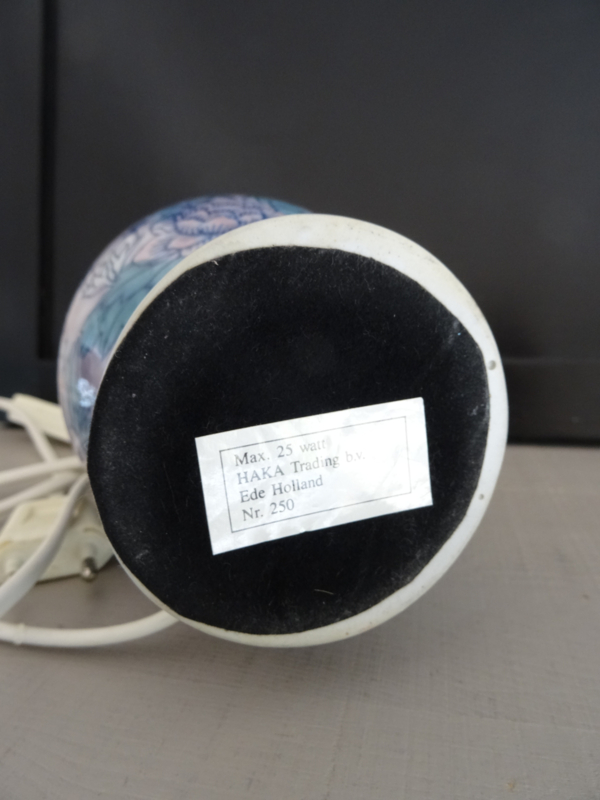 Max. 25 watt
HAKA Trading b.v.
Ede Holland
Nr. 250